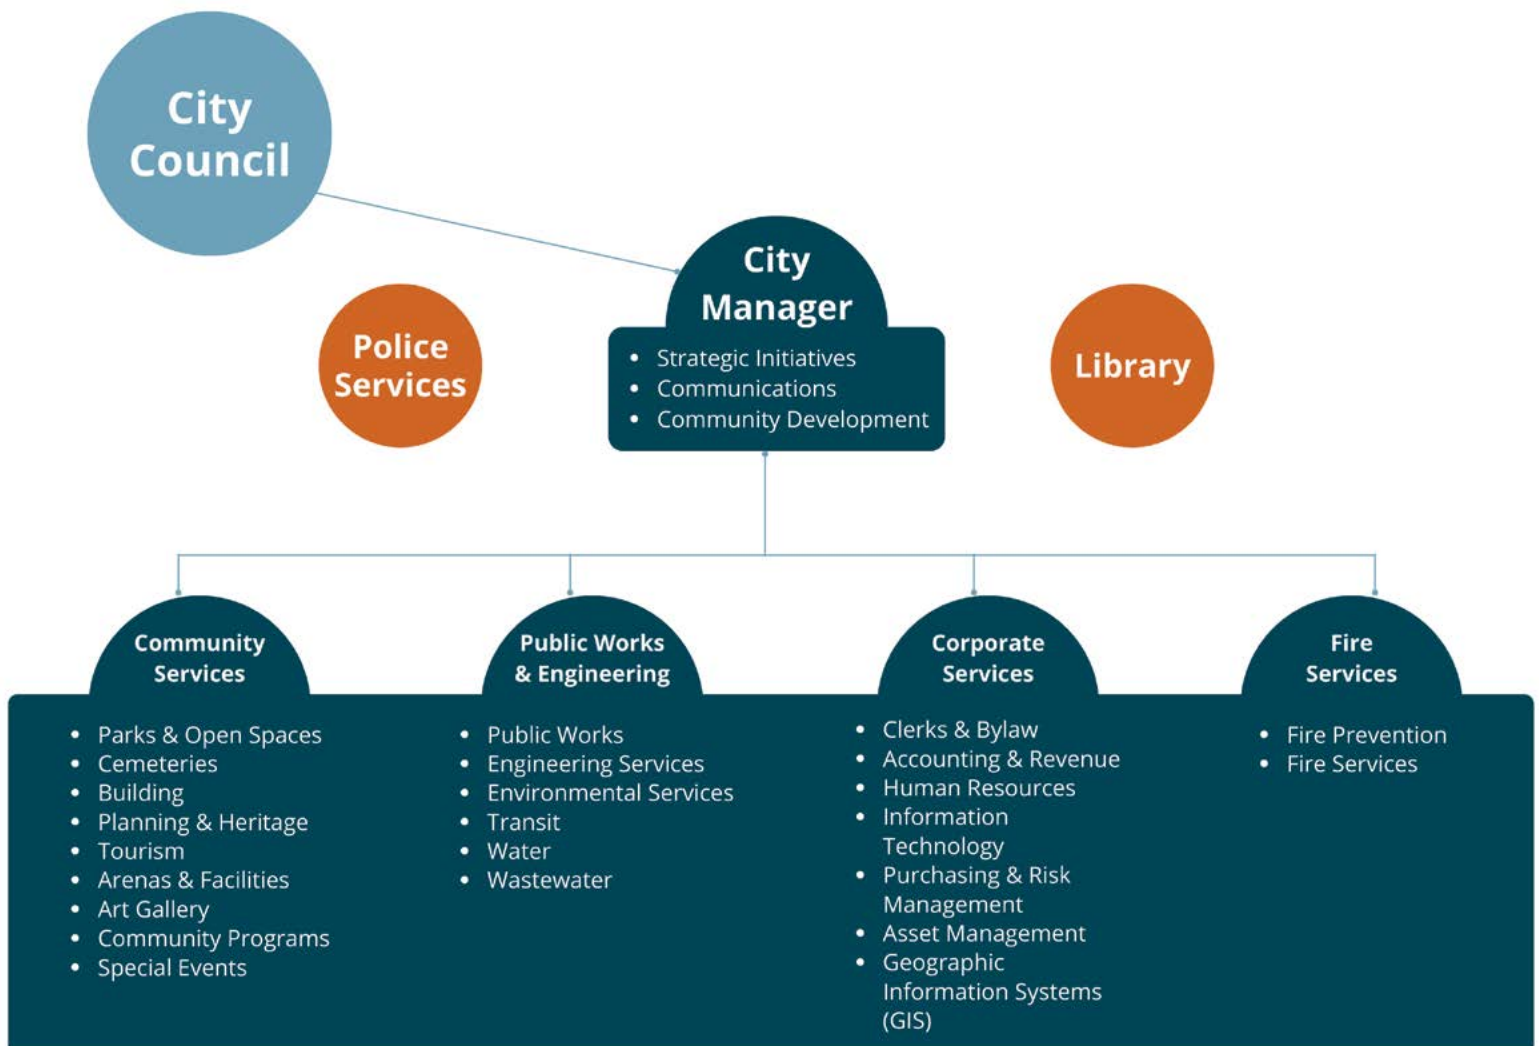 City
Council
City
Manager
• Strategic Initiatives
• Communications
• Community Development
Police
Services
Library
Community
Services
• Parks & Open Spaces
• Cemeteries
• Building
• Planning & Heritage
• Tourism
• Arenas & Facilities
• Art Gallery
• Community Programs
• Special Events
Public Works
& Engineering
• Public Works
• Engineering Services
• Environmental Services
• Transit
• Water
• Wastewater
Corporate
Services
• Clerks & Bylaw
• Accounting & Revenue
• Human Resources
• Information
Technology
• Purchasing & Risk
Management
• Asset Management
• Geographic
Information Systems
(GIS)
Fire
Services
• Fire Prevention
• Fire Services